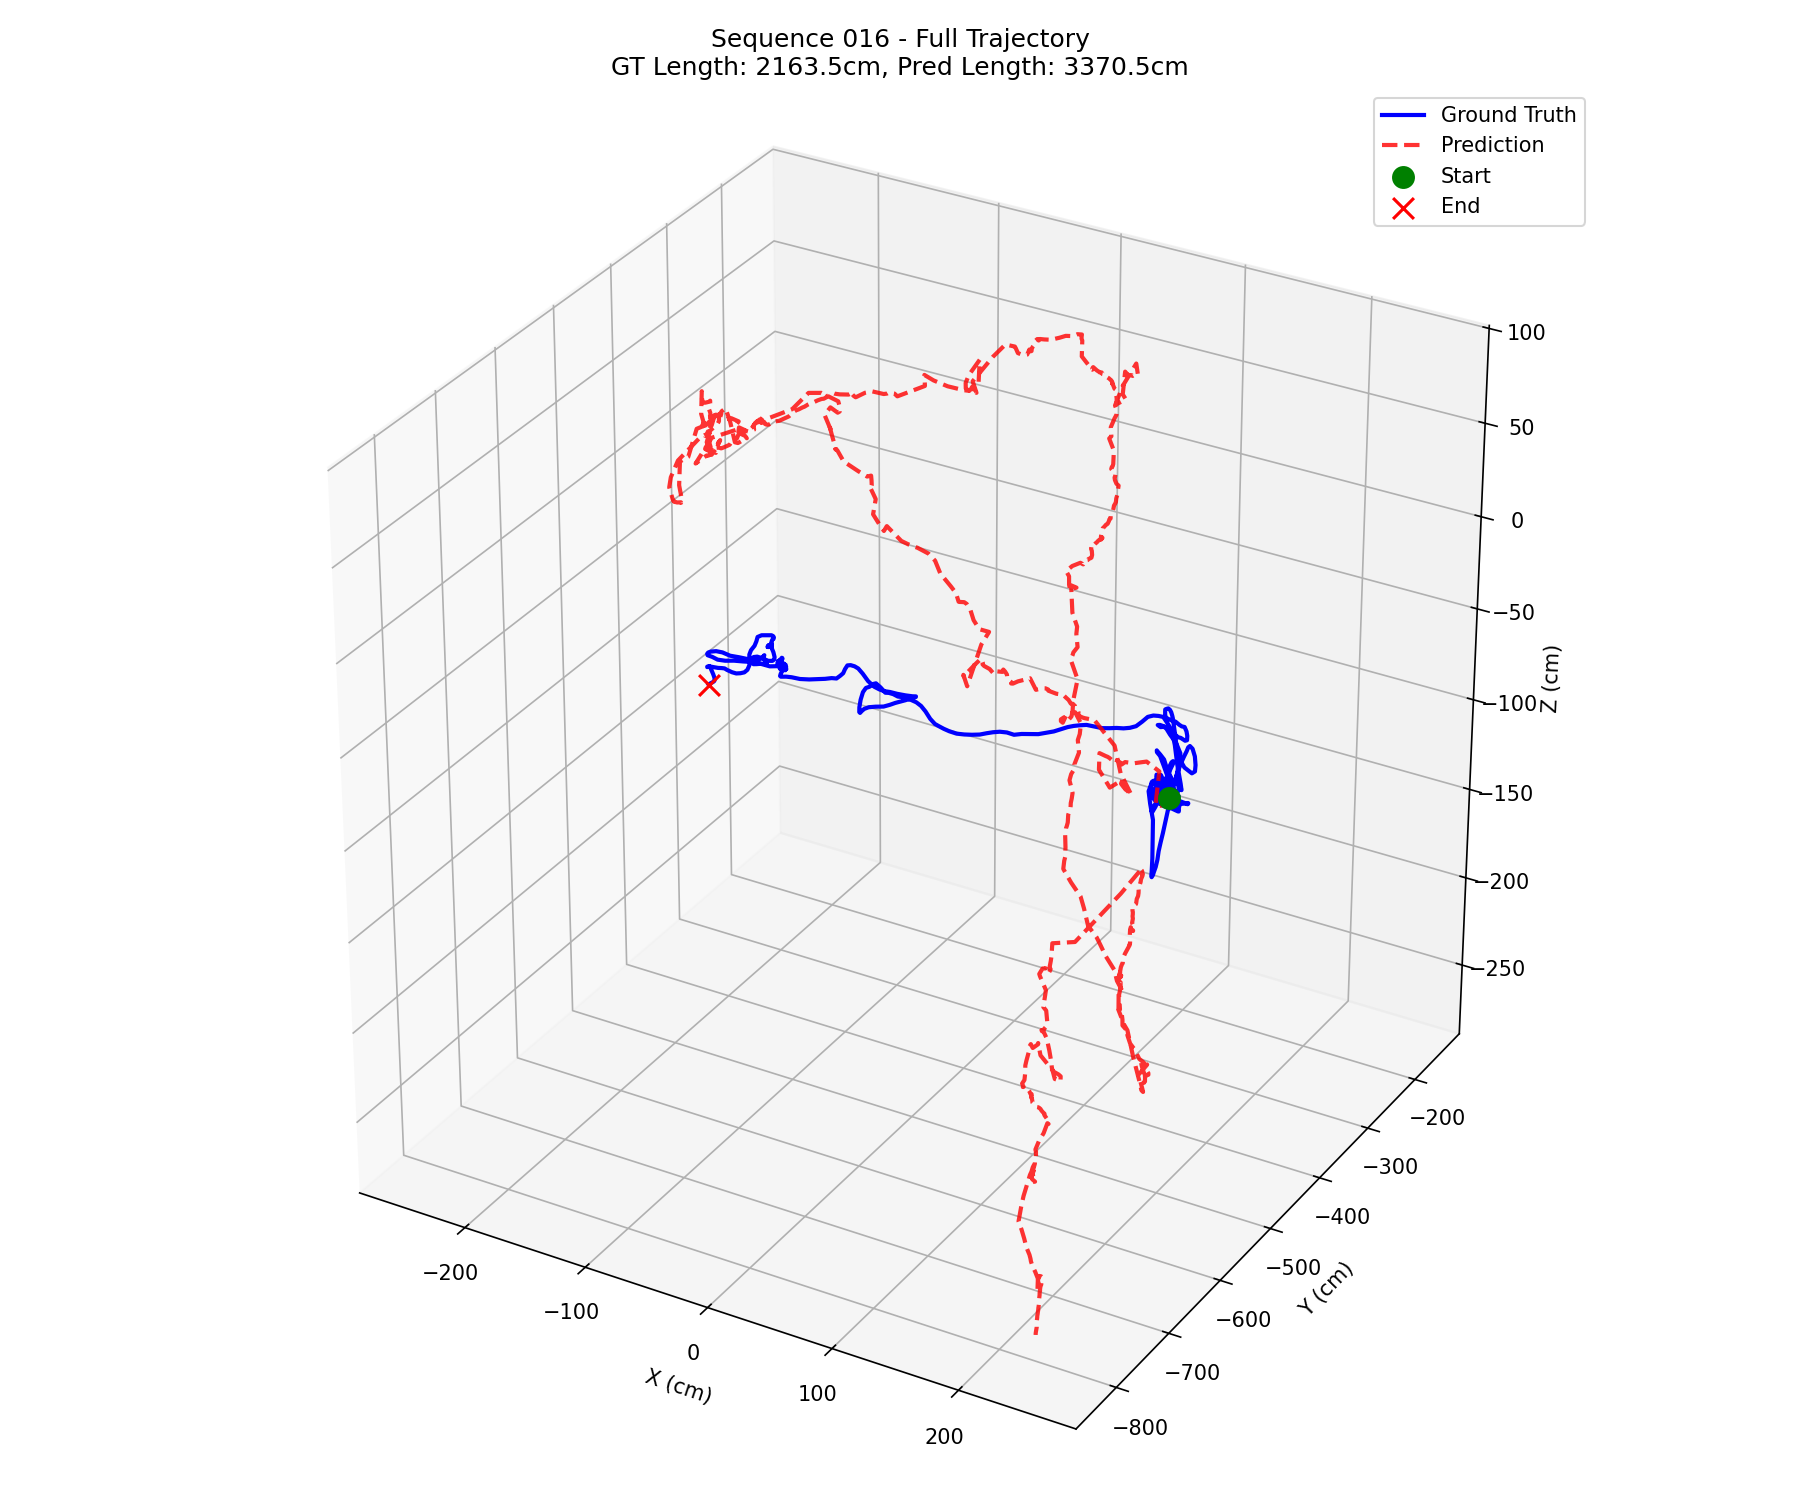 Sequence 016 - Full Trajectory
GT Length: 2163.5cm, Pred Length: 3370.5cm
Ground Truth
Prediction
Start
End
100
50
0
−50
−100
−150
−200
−250
Z (cm)
−200
−300
−400
−500
−600
−700
−800
Y (cm)
−200
−100
0
100
200
X (cm)